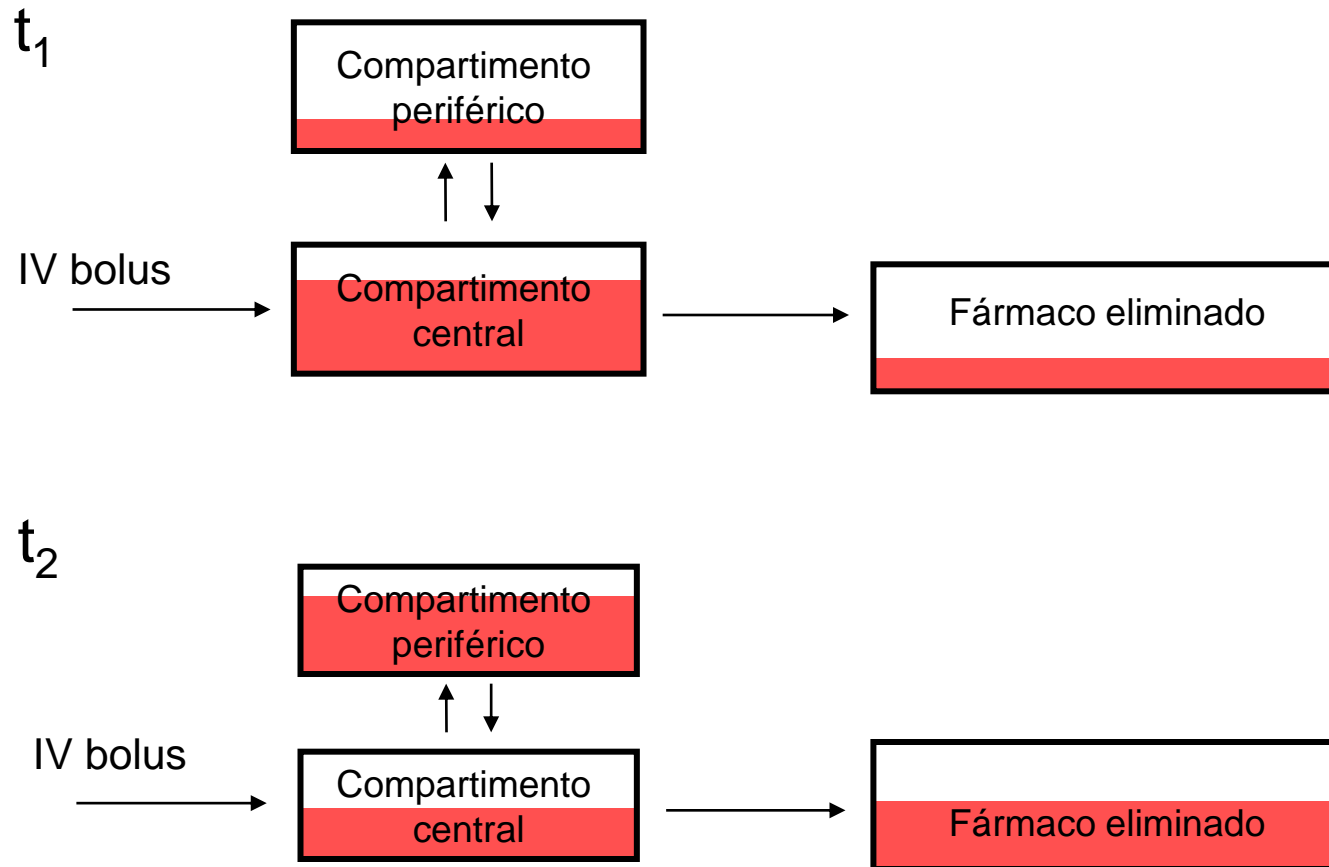 t1
Compartimento
periférico
IV bolus
Compartimento
central
Fármaco eliminado
t2
Compartimento
periférico
IV bolus
Compartimento
central
Fármaco eliminado